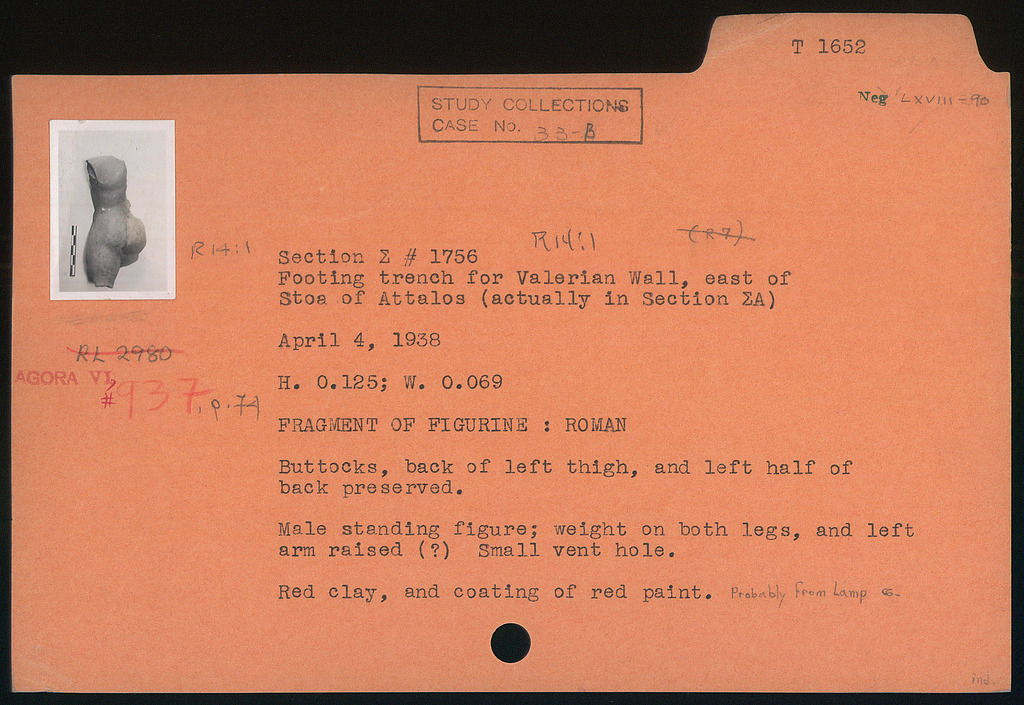 T 1652
Neg LXVIII-90
STUDY COLLECTIONS
CASE No. 33-B
R14:1
R14:1
(R7)
Section Σ # 1756
Footing trench for Valerian Wall, east of
Stoa of Attalos (actually in Section ΣA)
April 4, 1938
RL 2980
AGORA VI,
#937, p.74
H. 0.125; W. 0.069
FRAGMENT OF FIGURINE : ROMAN
Buttocks, back of left thigh, and left half of
back preserved.
Male standing figure; weight on both legs, and left
arm raised (?) Small vent hole.
Red clay, and coating of red paint. Probably from Lamp
ind.